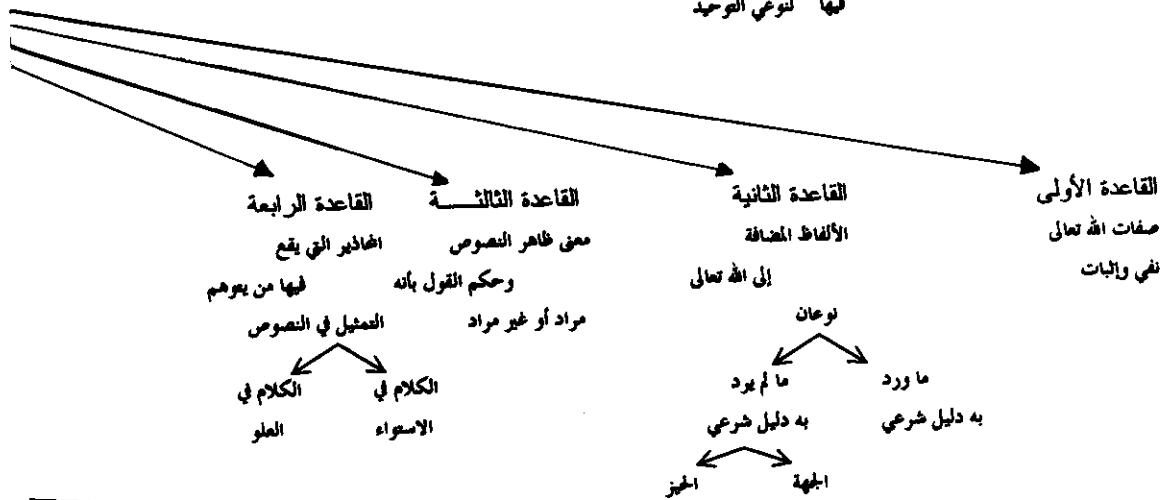 فيها لنوعي التوحيد
القاعدة الأولى
صفات الله تعالى
نفي وإثبات
القاعدة الثانية
الألفاظ المضافة
إلى الله تعالى
نوعان
ما ورد
به دليل شرعي
ما لم يرد
به دليل شرعي
الجهة
الحيز
القاعدة الثالثـــــة
معنى ظاهر النصوص
وحكم القول بأنه
مراد أو غير مراد
القاعدة الرابعة
المحاذير التي يقع
فيها من يتوهم
التمثيل في النصوص
الكلام في
الاستواء
الكلام في
العلو